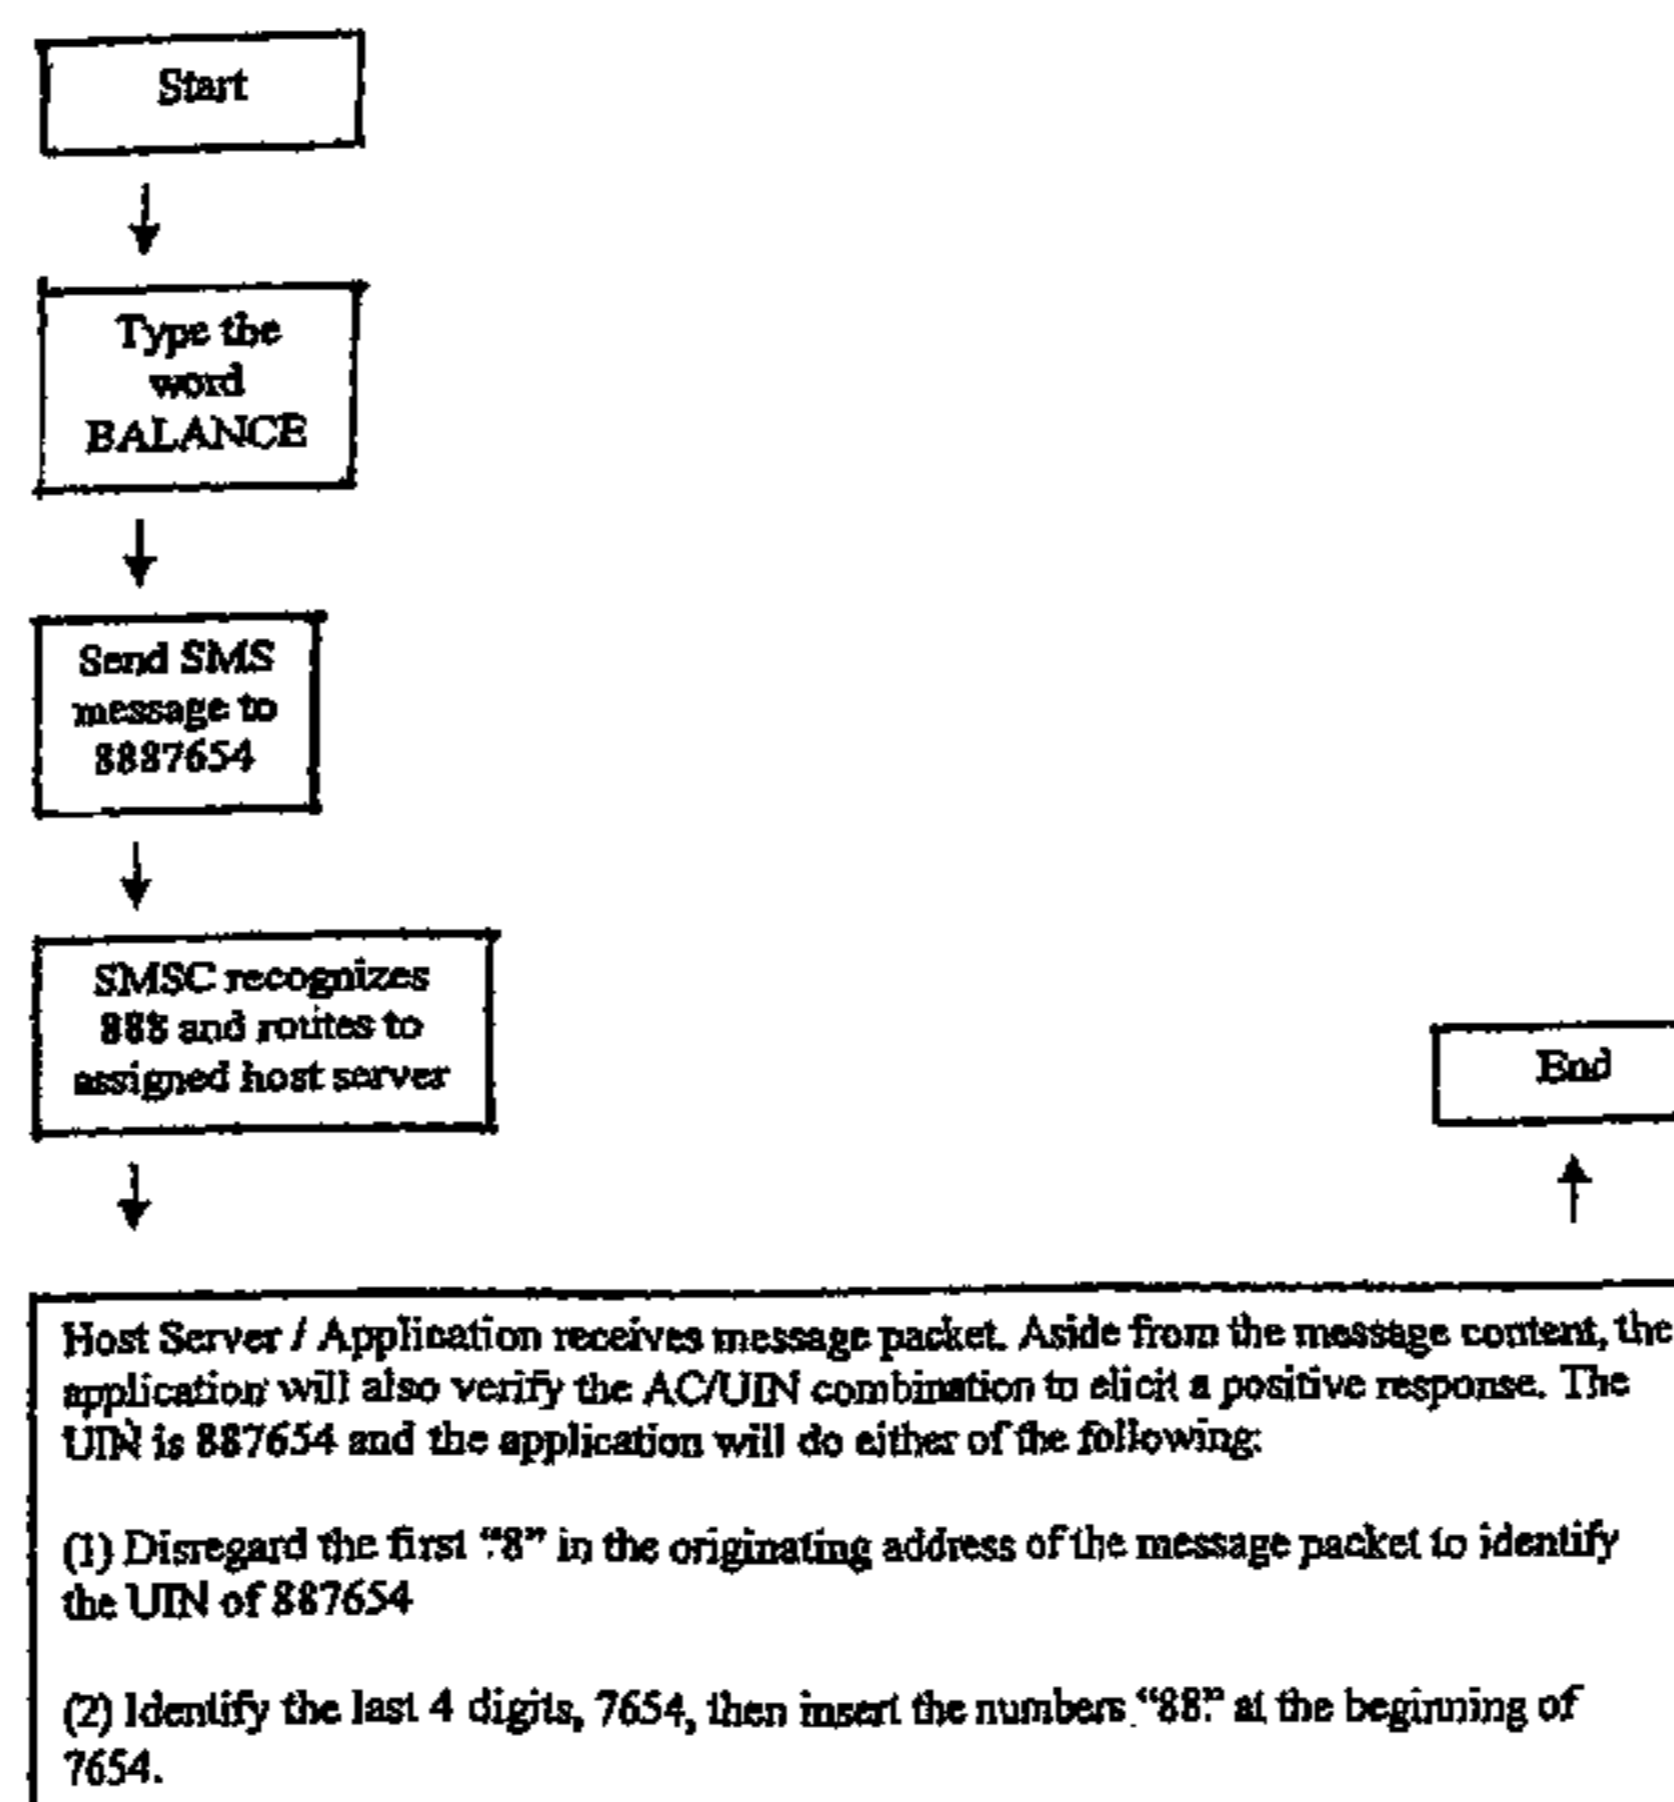 Start
Type the
word
BALANCE
Send SMS
message to
8887654
SMSC recognizes
888 and routes to
assigned host server
End
Host Server / Application receives message packet. Aside from the message content, the
application will also verify the AC/UIN combination to elicit a positive response. The
UIN is 887654 and the application will do either of the following:
(1) Disregard the first "8" in the originating address of the message packet to identify
the UIN of 887654
(2) Identify the last 4 digits, 7654, then insert the numbers "88" at the beginning of
7654.